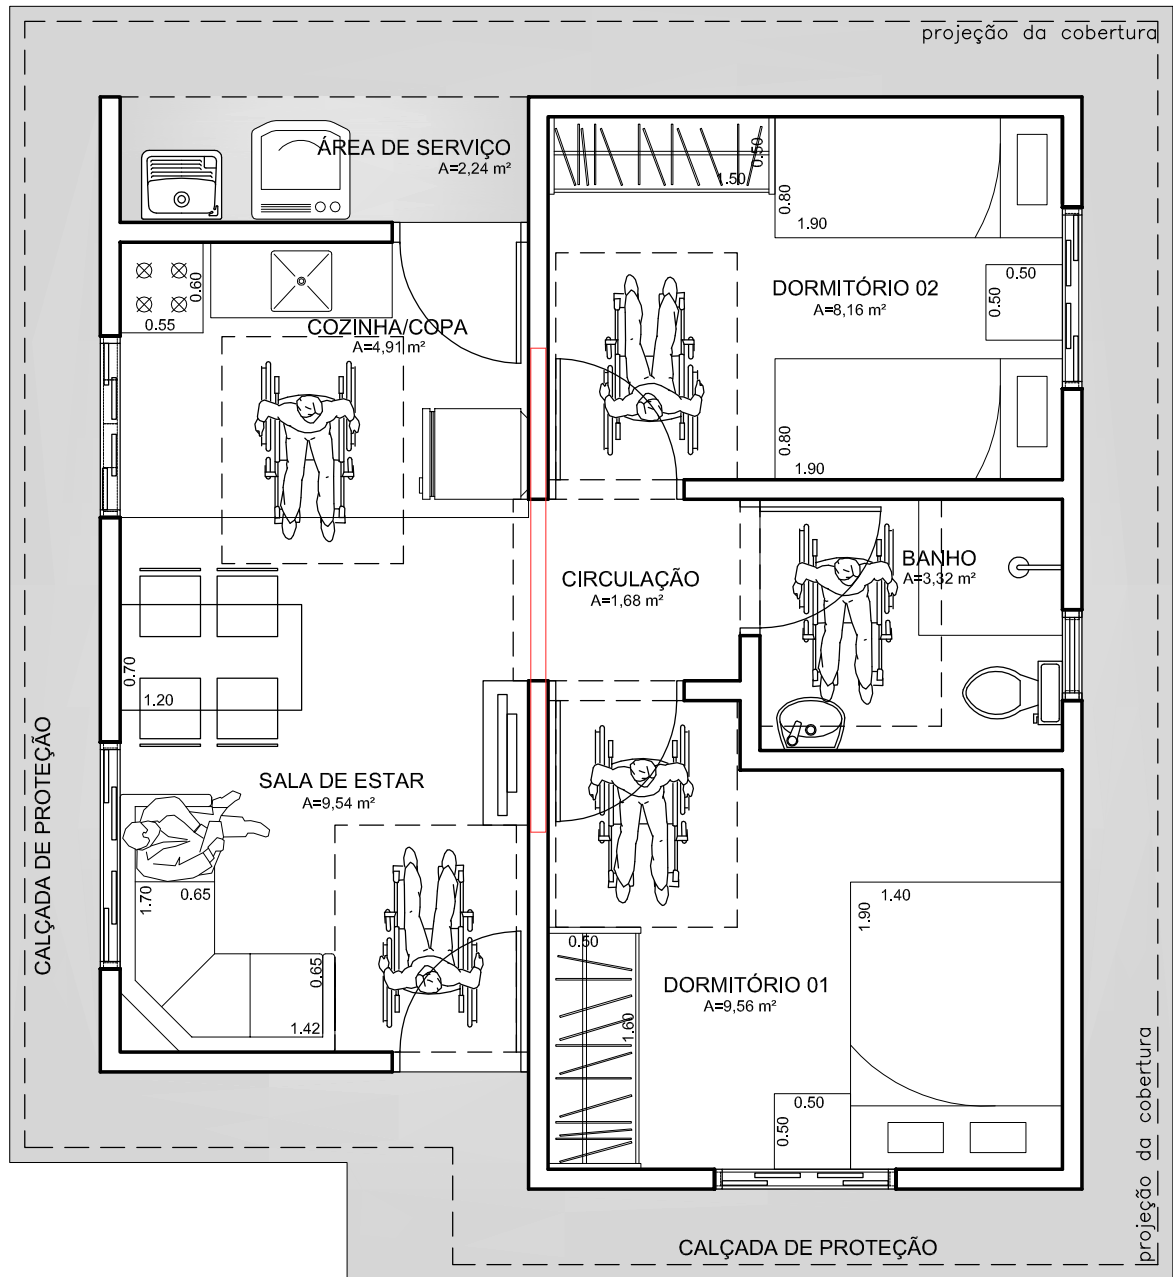 projeção da cobertura
ÁREA DE SERVIÇO
A=2,24 m²
0.50
1.50
0.80
1.90
DORMITÓRIO 02
A=8,16 m²
0.50
0.50
0.60
0.55
COZINHA/COPA
A=4,91 m²
0.80
1.90
BANHO
A=3,32 m²
CIRCULAÇÃO
A=1,68 m²
0.70
1.20
SALA DE ESTAR
A=9,54 m²
CALÇADA DE PROTEÇÃO
1.70
0.65
0.65
1.42
0.50
1.60
1.40
1.90
DORMITÓRIO 01
A=9,56 m²
0.50
0.50
projeção da cobertura
CALÇADA DE PROTEÇÃO